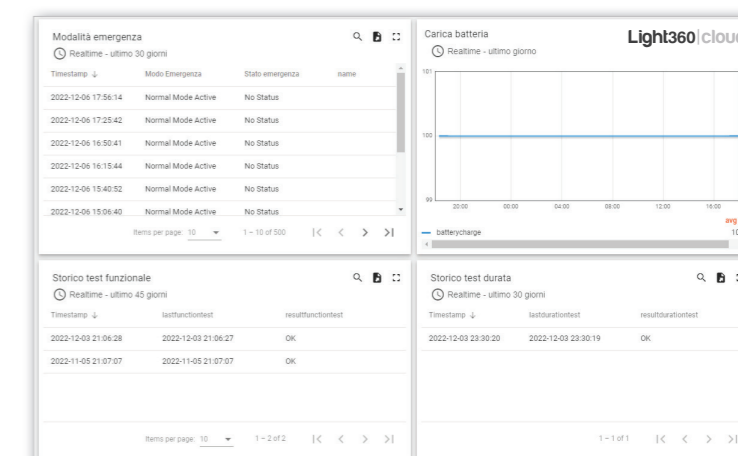 Modalità emergenza
Realtime - ultimo 30 giorni
Timestamp ↓ Modo Emergenza Stato emergenza name
2022-12-06 17:56:14 Normal Mode Active No Status
2022-12-06 17:25:42 Normal Mode Active No Status
2022-12-06 16:50:41 Normal Mode Active No Status
2022-12-06 16:15:44 Normal Mode Active No Status
2022-12-06 15:40:52 Normal Mode Active No Status
2022-12-06 15:06:40 Normal Mode Active No Status
Items per page: 10 1 – 10 of 500
Carica batteria
Light360|cloud
Realtime - ultimo giorno
101
100
99
20:00 00:00 04:00 08:00 12:00 16:00
avg
batterycharge 10
Storico test funzionale
Realtime - ultimo 45 giorni
Timestamp ↓ lastfunctiontest resultfunctiontest
2022-12-03 21:06:28 2022-12-03 21:06:27 OK
2022-11-05 21:07:07 2022-11-05 21:07:07 OK
Items per page: 10 1 – 2 of 2
Storico test durata
Realtime - ultimo 30 giorni
Timestamp ↓ lastdurationtest resultdurationtest
2022-12-03 23:30:20 2022-12-03 23:30:19 OK
1 – 1 of 1